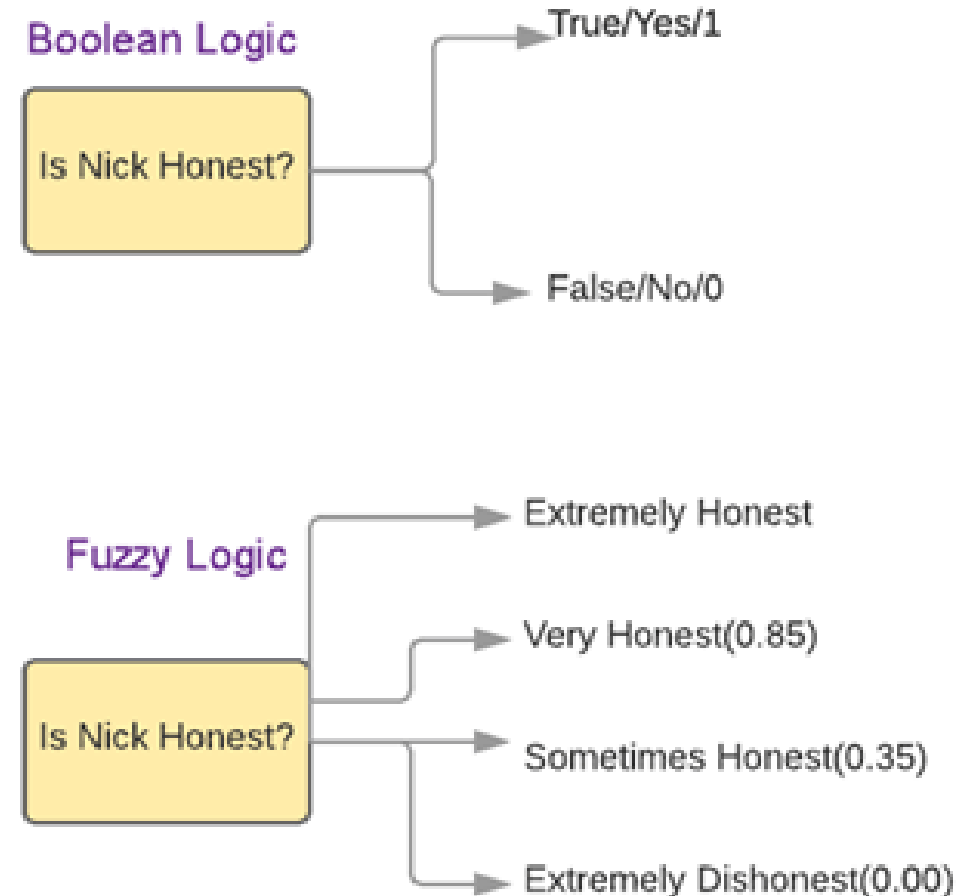 Boolean Logic
True/Yes/1
Is Nick Honest?
False/No/0
Fuzzy Logic
Extremely Honest
Very Honest(0.85)
Is Nick Honest?
Sometimes Honest(0.35)
Extremely Dishonest(0.00)